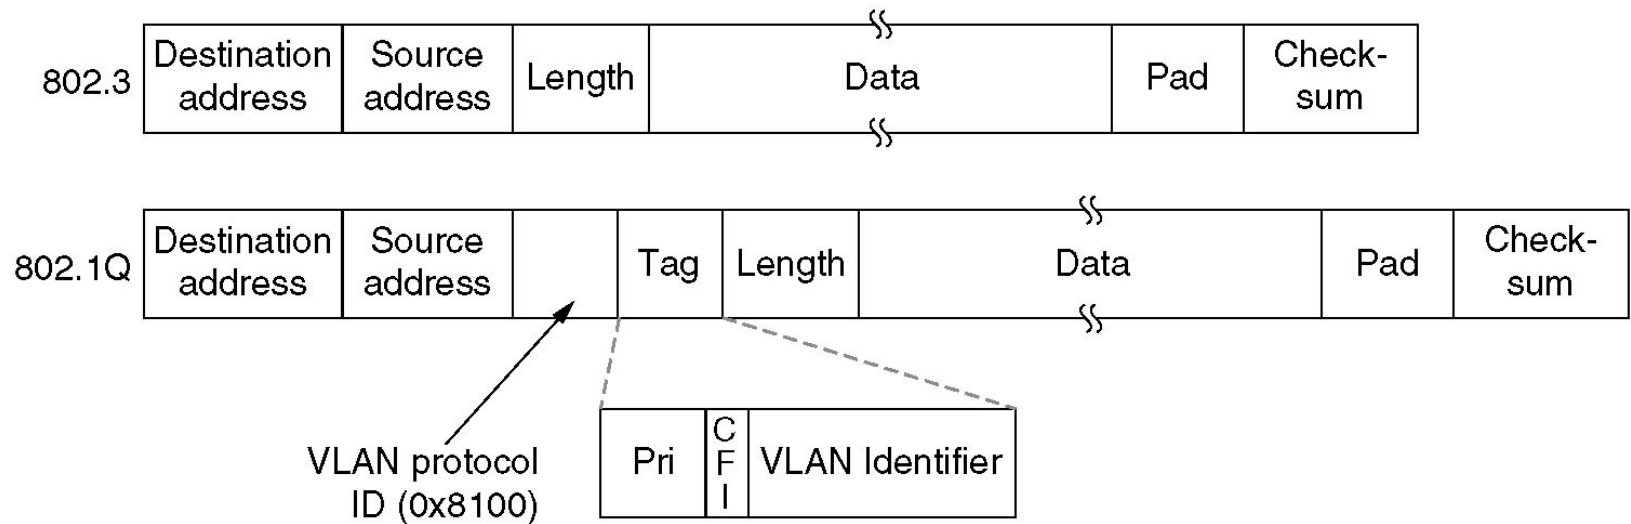 802.3
Destination
address
Source
address
Length
Data
Pad
Check-
sum
802.1Q
Destination
address
Source
address
Tag
Length
Data
Pad
Check-
sum
VLAN protocol
ID (0x8100)
Pri
C
F
I
VLAN Identifier